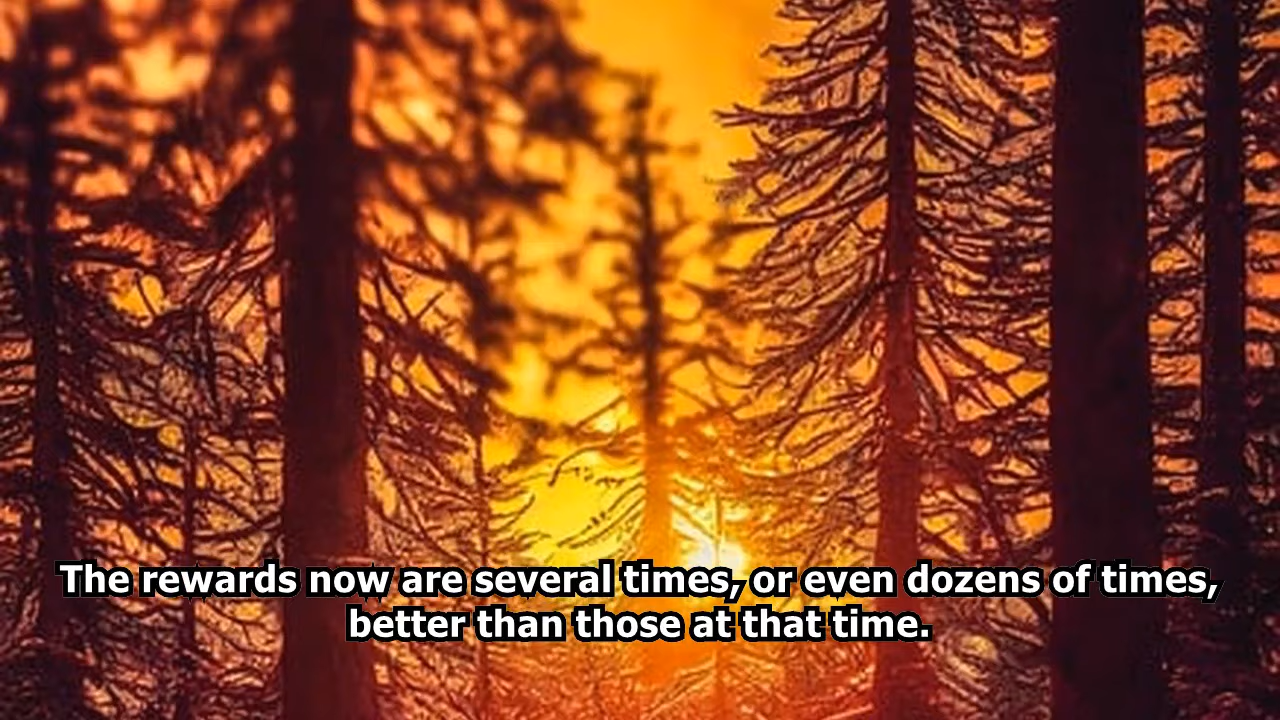 The rewards now are several times, or even dozens of times,
better than those at that time.